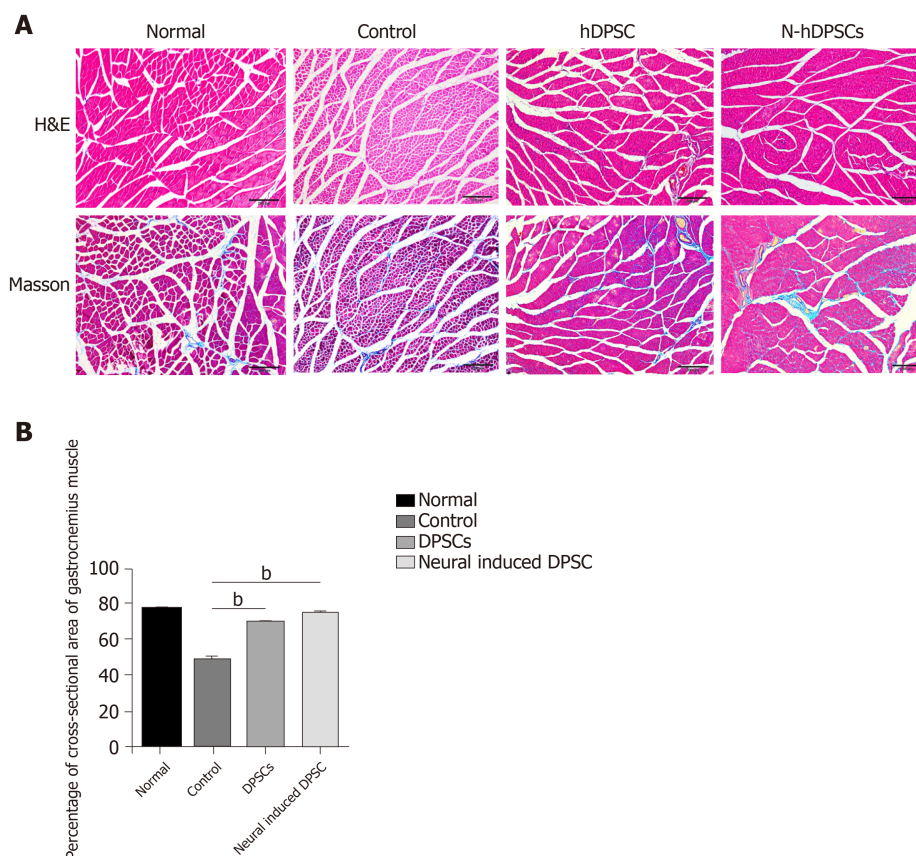 A
Normal
Control
hDPSC
N-hDPSCs
H&E
Masson
B
Percentage of cross-sectional area of gastrocnemius muscle
100
80
60
40
20
0
b
b
Normal
Control
DPSCs
Neural induced DPSC
Normal
Control
DPSCs
Neural induced DPSC